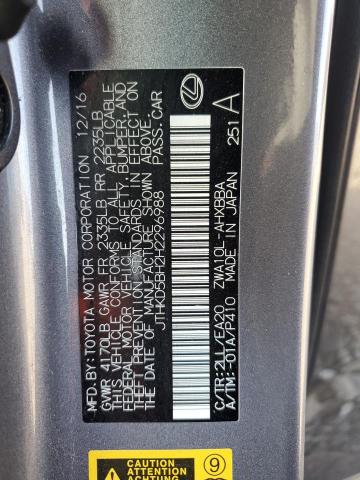 MFD.BY:TOYOTA MOTOR CORPORATION 12/16
GVWR 4170LB GAWR FR 2335LB RR 2235LB
THIS VEHICLE CONFORMS TO ALL APPLICABLE
FEDERAL MOTOR VEHICLE SAFETY, BUMPER, AND
THEFT PREVENTION STANDARDS IN EFFECT ON
THE DATE OF MANUFACTURE SHOWN ABOVE.
JTHKD5BH2H2296988 PASS.CAR
C/TR:2LL/EA20 ZWA10L-AHXBBA
A/TM:-01A/P410 MADE IN JAPAN 251 A
CAUTION
ATTENTION
ACHTUNG
9